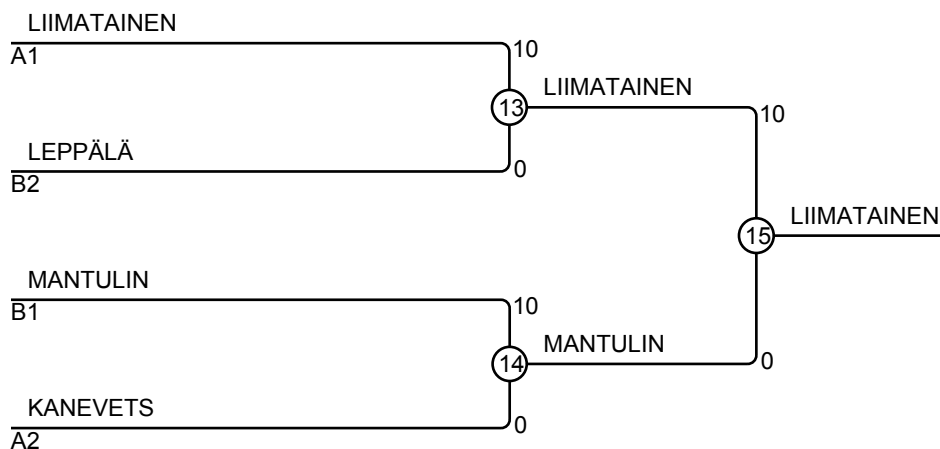 LIIMATAINEN
A1
10
13
LIIMATAINEN
10
LEPPÄLÄ
B2
0
15
LIIMATAINEN
MANTULIN
B1
10
14
MANTULIN
0
KANEVETS
A2
0